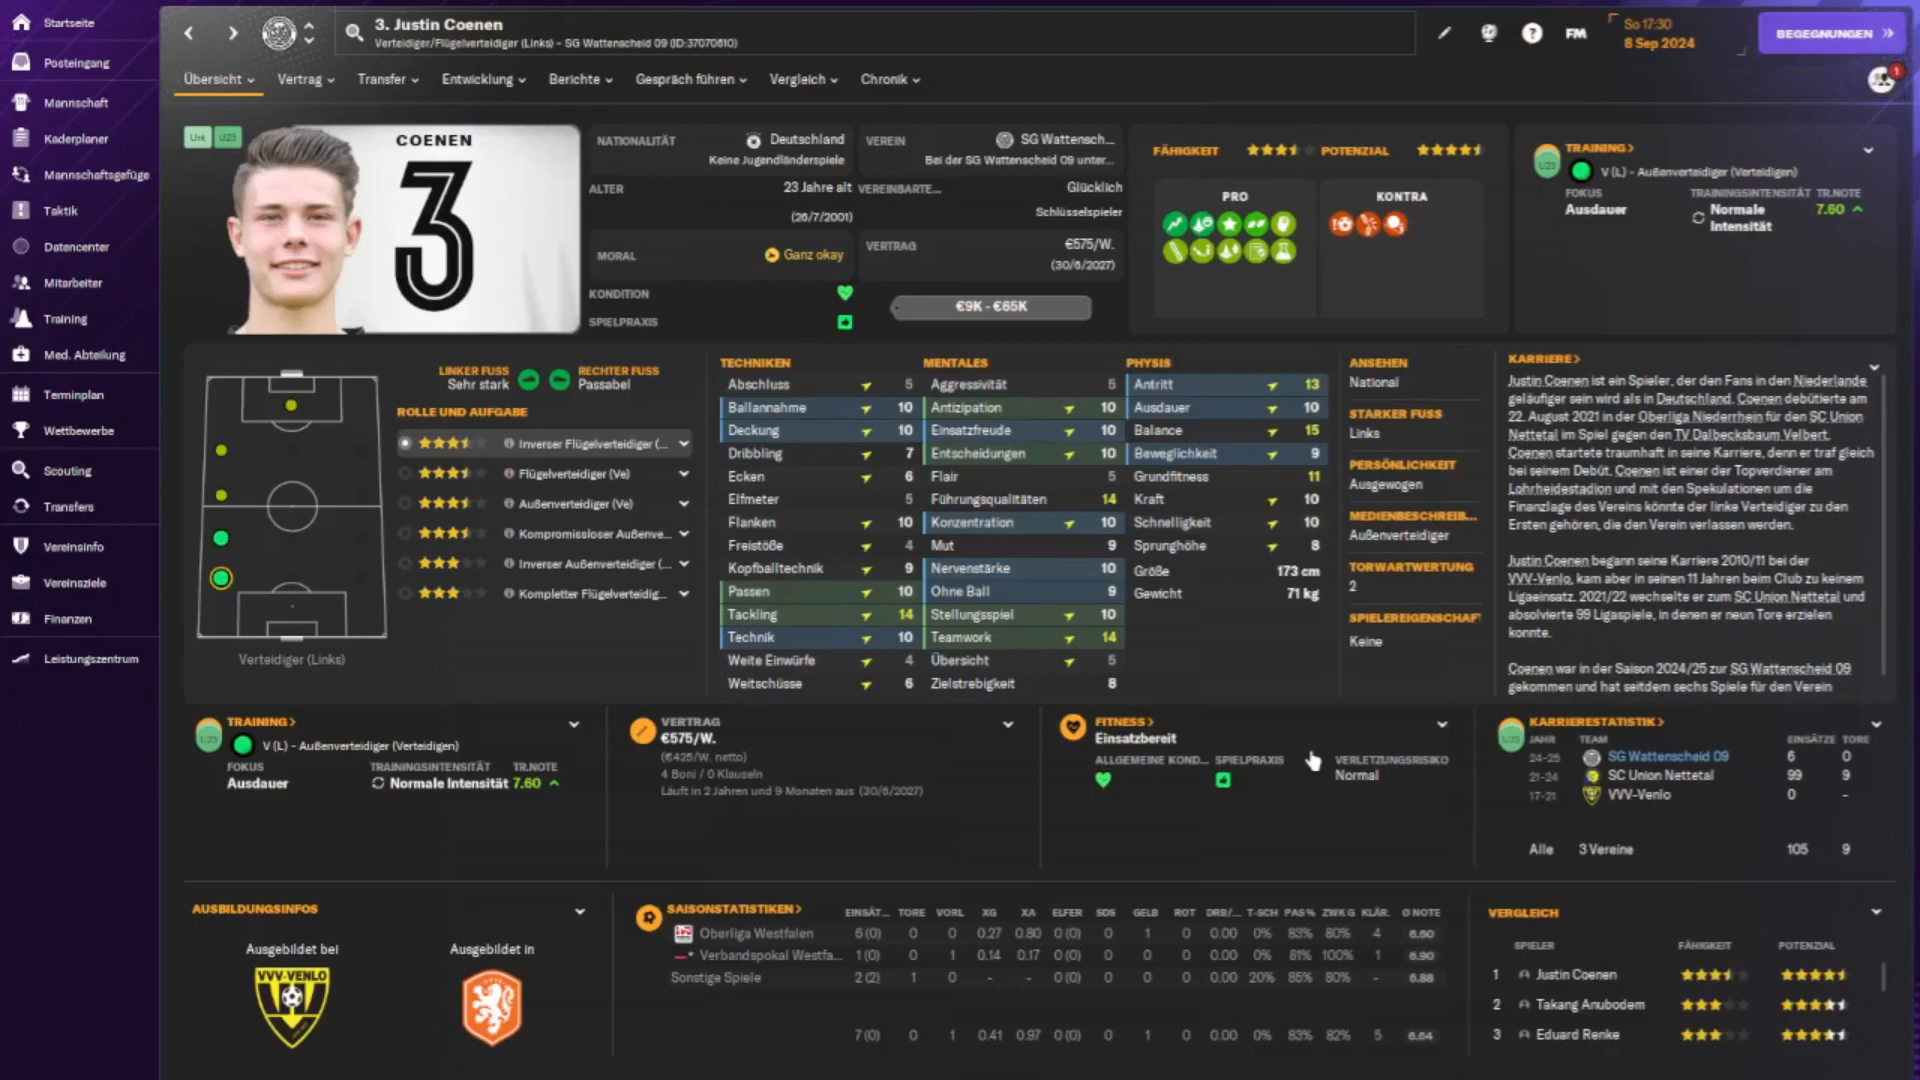 Startseite
Posteingang
Mannschaft
Kaderplaner
Mannschaftsgefüge
Taktik
Datencenter
Mitarbeiter
Training
Med. Abteilung
Terminplan
Wettbewerbe
Scouting
Transfers
Vereinsinfo
Vereinsziele
Finanzen
Leistungszentrum
3. Justin Coenen
Verteidiger/Flügelverteidiger (Links) - SG Wattenscheid 09 (ID:37070610)
FM
So 17:30
8 Sep 2024
BEGEGNUNGEN
1
Übersicht Vertrag Transfer Entwicklung Berichte Gespräch führen Vergleich Chronik
Unt U23
COENEN
3
NATIONALITÄT Deutschland
Keine Jugendländerspiele
ALTER 23 Jahre alt
(26/7/2001)
MORAL Ganz okay
KONDITION
SPIELPRAXIS
VEREIN SG Wattensch...
Bei der SG Wattenscheid 09 unter...
VEREINBARTE... Glücklich
Schlüsselspieler
VERTRAG €575/W.
(30/6/2027)
€9K - €65K
FÄHIGKEIT POTENZIAL
PRO KONTRA
U23
TRAINING>
V (L) - Außenverteidiger (Verteidigen)
FOKUS TRAININGSINTENSITÄT TR.NOTE
Ausdauer Normale Intensität 7.60
LINKER FUSS RECHTER FUSS
Sehr stark Passabel
ROLLE UND AUFGABE
Inverser Flügelverteidiger (...
Flügelverteidiger (Ve)
Außenverteidiger (Ve)
Kompromissloser Außenve...
Inverser Außenverteidiger (...
Kompletter Flügelverteidig...
Verteidiger (Links)
TECHNIKEN
Abschluss 5
Ballannahme 10
Deckung 10
Dribbling 7
Ecken 6
Elfmeter 5
Flanken 10
Freistöße 4
Kopfballtechnik 9
Passen 10
Tackling 14
Technik 10
Weite Einwürfe 4
Weitschüsse 6
MENTALES
Aggressivität 5
Antizipation 10
Einsatzfreude 10
Entscheidungen 10
Flair 5
Führungsqualitäten 14
Konzentration 10
Mut 9
Nervenstärke 10
Ohne Ball 9
Stellungsspiel 10
Teamwork 14
Übersicht 5
Zielstrebigkeit 8
PHYSIS
Antritt 13
Ausdauer 10
Balance 15
Beweglichkeit 9
Grundfitness 11
Kraft 10
Schnelligkeit 10
Sprunghöhe 8
Größe 173 cm
Gewicht 71 kg
ANSEHEN
National
STARKER FUSS
Links
PERSÖNLICHKEIT
Ausgewogen
MEDIENBESCHREIB...
Außenverteidiger
TORWARTWERTUNG
2
SPIELEREIGENSCHAF
Keine
KARRIERE>
Justin Coenen ist ein Spieler, der den Fans in den Niederlande
geläufiger sein wird als in Deutschland. Coenen debütierte am
22. August 2021 in der Oberliga Niederrhein für den SC Union
Nettetal im Spiel gegen den TV Dalbecksbaum Velbert.
Coenen startete traumhaft in seine Karriere, denn er traf gleich
bei seinem Debüt. Coenen ist einer der Topverdiener am
Lohrheidestadion und mit den Spekulationen um die
Finanzlage des Vereins könnte der linke Verteidiger zu den
Ersten gehören, die den Verein verlassen werden.
Justin Coenen begann seine Karriere 2010/11 bei der
VVV-Venlo, kam aber in seinen 11 Jahren beim Club zu keinem
Ligaeinsatz. 2021/22 wechselte er zum SC Union Nettetal und
absolvierte 99 Ligaspiele, in denen er neun Tore erzielen
konnte.
Coenen war in der Saison 2024/25 zur SG Wattenscheid 09
gekommen und hat seitdem sechs Spiele für den Verein
U23
TRAINING>
V (L) - Außenverteidiger (Verteidigen)
FOKUS TRAININGSINTENSITÄT TR.NOTE
Ausdauer Normale Intensität 7.60
VERTRAG
€575/W.
(€425/W. netto)
4 Boni / 0 Klauseln
Läuft in 2 Jahren und 9 Monaten aus (30/6/2027)
FITNESS>
Einsatzbereit
ALLGEMEINE KOND... SPIELPRAXIS VERLETZUNGSRISIKO
Normal
U23
KARRIERESTATISTIK>
JAHR TEAM EINSÄTZE TORE
24-25 SG Wattenscheid 09 6 0
21-24 SC Union Nettetal 99 9
17-21 VVV-Venlo 0 -
Alle 3 Vereine 105 9
AUSBILDUNGSINFOS
Ausgebildet bei Ausgebildet in
VVV-VENLO
SAISONSTATISTIKEN> EINSÄT... TORE VORL XG XA ELFER SDS GELB ROT DRB/... T-SCH PAS% ZWK G KLÄR. Ø NOTE
Oberliga Westfalen 6 (0) 0 0 0.27 0.80 0 (0) 0 1 0 0.00 0% 83% 80% 4 6.60
Verbandspokal Westfa... 1 (0) 0 1 0.14 0.17 0 (0) 0 0 0 0.00 0% 81% 100% 1 6.90
Sonstige Spiele 2 (2) 1 0 - - 0 (0) 0 0 0 0.00 20% 85% 80% - 6.88
7 (0) 0 1 0.41 0.97 0 (0) 0 1 0 0.00 0% 83% 82% 5 6.64
VERGLEICH
SPIELER FÄHIGKEIT POTENZIAL
1 Justin Coenen
2 Takang Anubodem
3 Eduard Renke